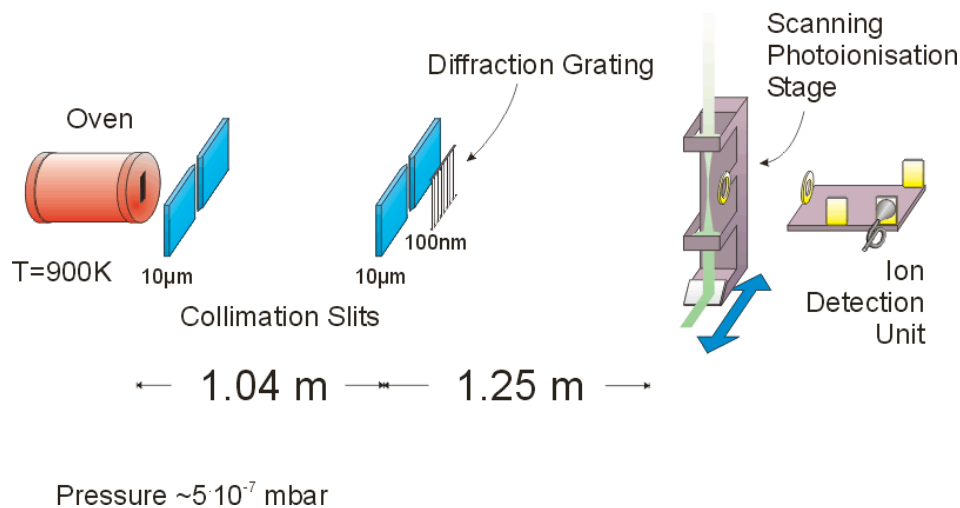 Scanning
Photoionisation
Stage
Diffraction Grating
Oven
100nm
T=900K
10µm
10µm
Ion
Detection
Unit
Collimation Slits
1.04 m
1.25 m
Pressure ~5·10⁻⁷ mbar